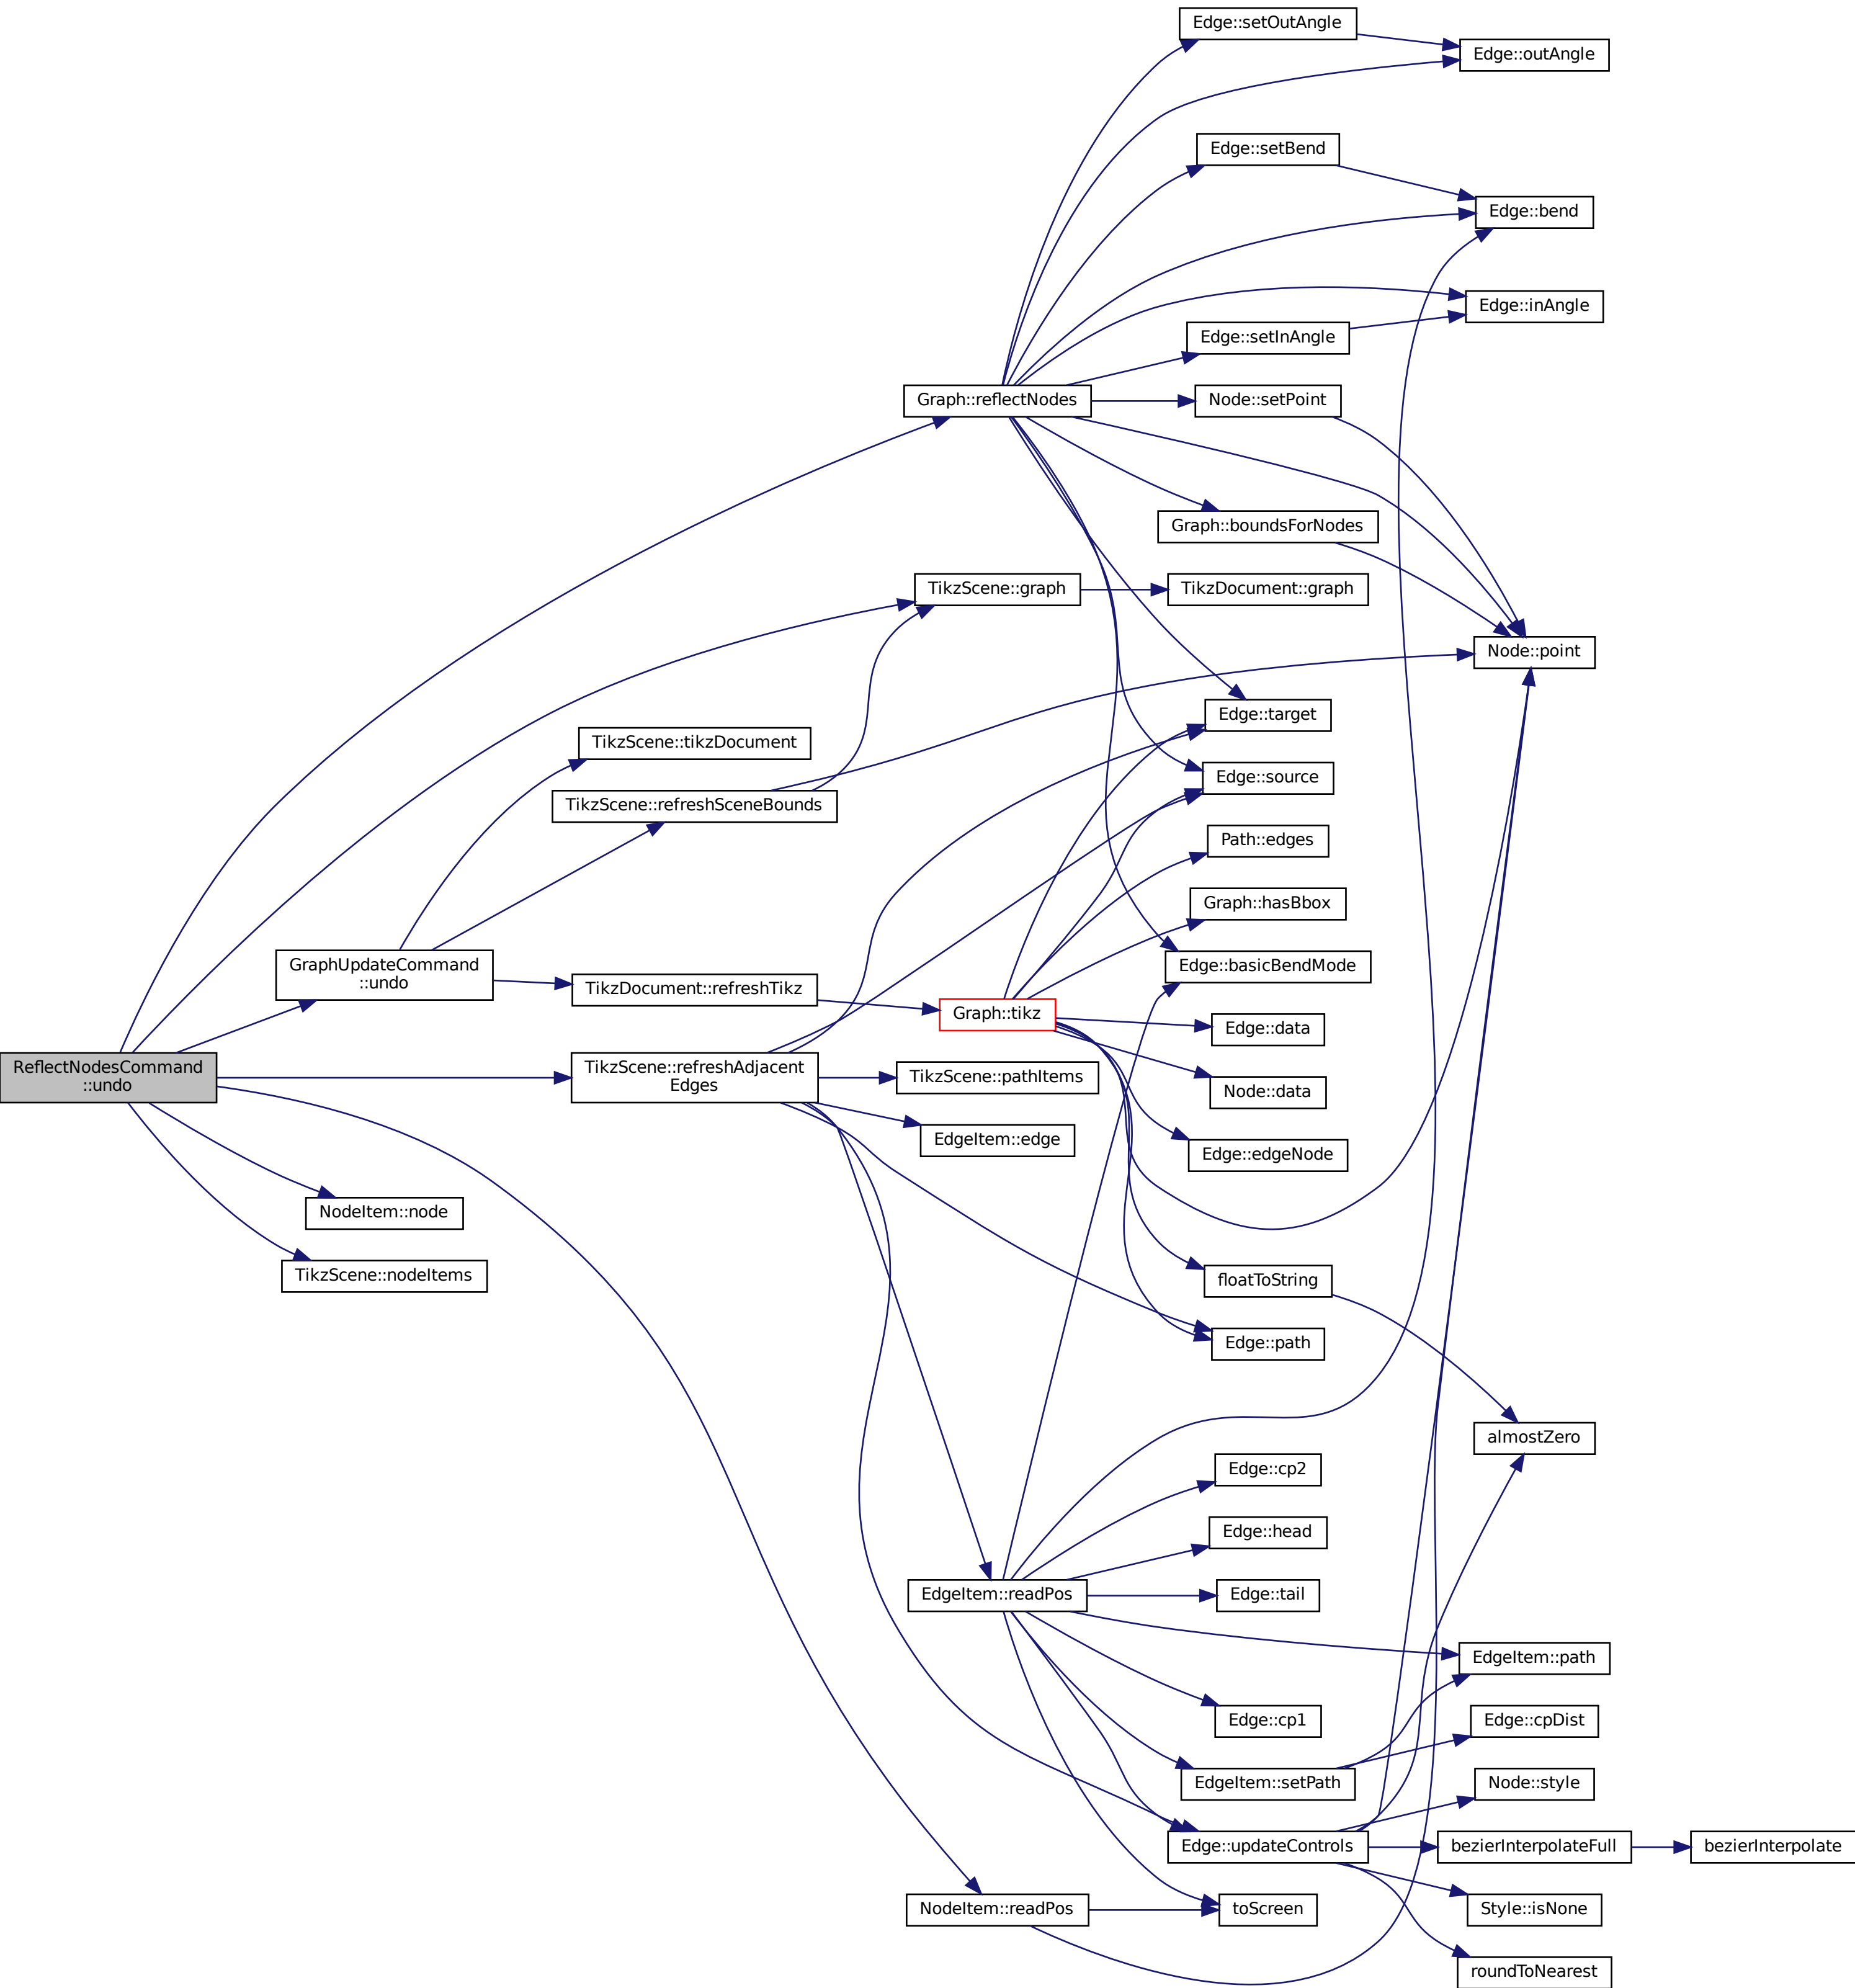 Edge::setOutAngle
Edge::outAngle
Edge::setBend
Edge::bend
Edge::inAngle
Edge::setInAngle
Graph::reflectNodes
Node::setPoint
Graph::boundsForNodes
TikzScene::graph
TikzDocument::graph
Node::point
Edge::target
TikzScene::tikzDocument
Edge::source
TikzScene::refreshSceneBounds
Path::edges
Graph::hasBbox
GraphUpdateCommand
::undo
Edge::basicBendMode
TikzDocument::refreshTikz
Graph::tikz
Edge::data
ReflectNodesCommand
::undo
TikzScene::refreshAdjacent
Edges
TikzScene::pathItems
Node::data
EdgeItem::edge
Edge::edgeNode
NodeItem::node
TikzScene::nodeItems
floatToString
Edge::path
almostZero
Edge::cp2
Edge::head
EdgeItem::readPos
Edge::tail
EdgeItem::path
Edge::cp1
Edge::cpDist
EdgeItem::setPath
Node::style
Edge::updateControls
bezierInterpolateFull
bezierInterpolate
NodeItem::readPos
toScreen
Style::isNone
roundToNearest